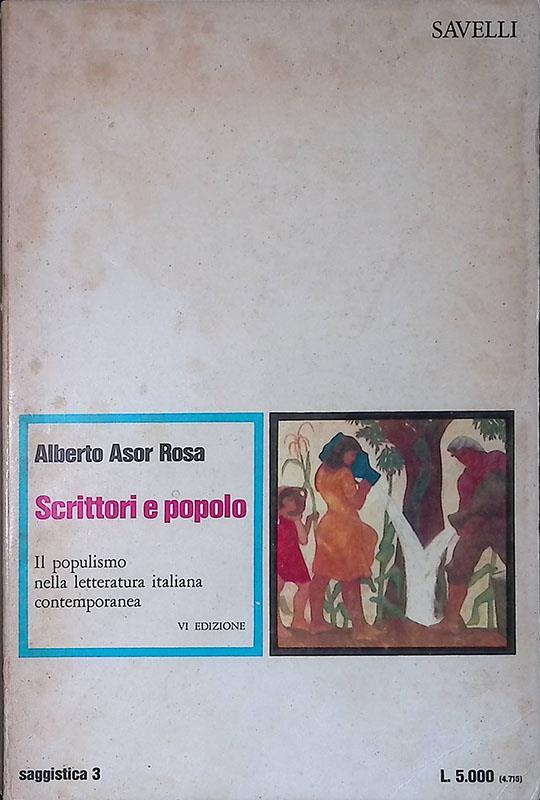 SAVELLI
Alberto Asor Rosa
Scrittori e popolo
Il populismo
nella letteratura italiana
contemporanea
VI EDIZIONE
saggistica 3
L. 5.000 (4.715)